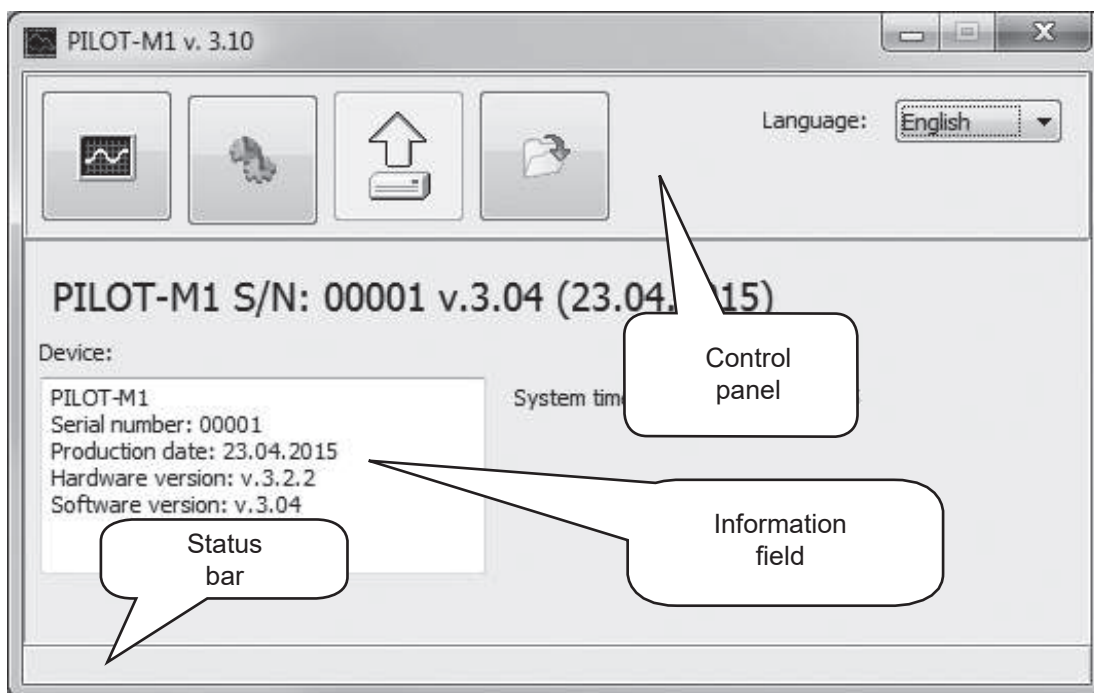 PILOT-M1 v. 3.10
Language: English
PILOT-M1 S/N: 00001 v.3.04 (23.04. 15)
Device:
PILOT-M1
Serial number: 00001
Production date: 23.04.2015
Hardware version: v.3.2.2
Software version: v.3.04
System time
Control
panel
Information
field
Status
bar